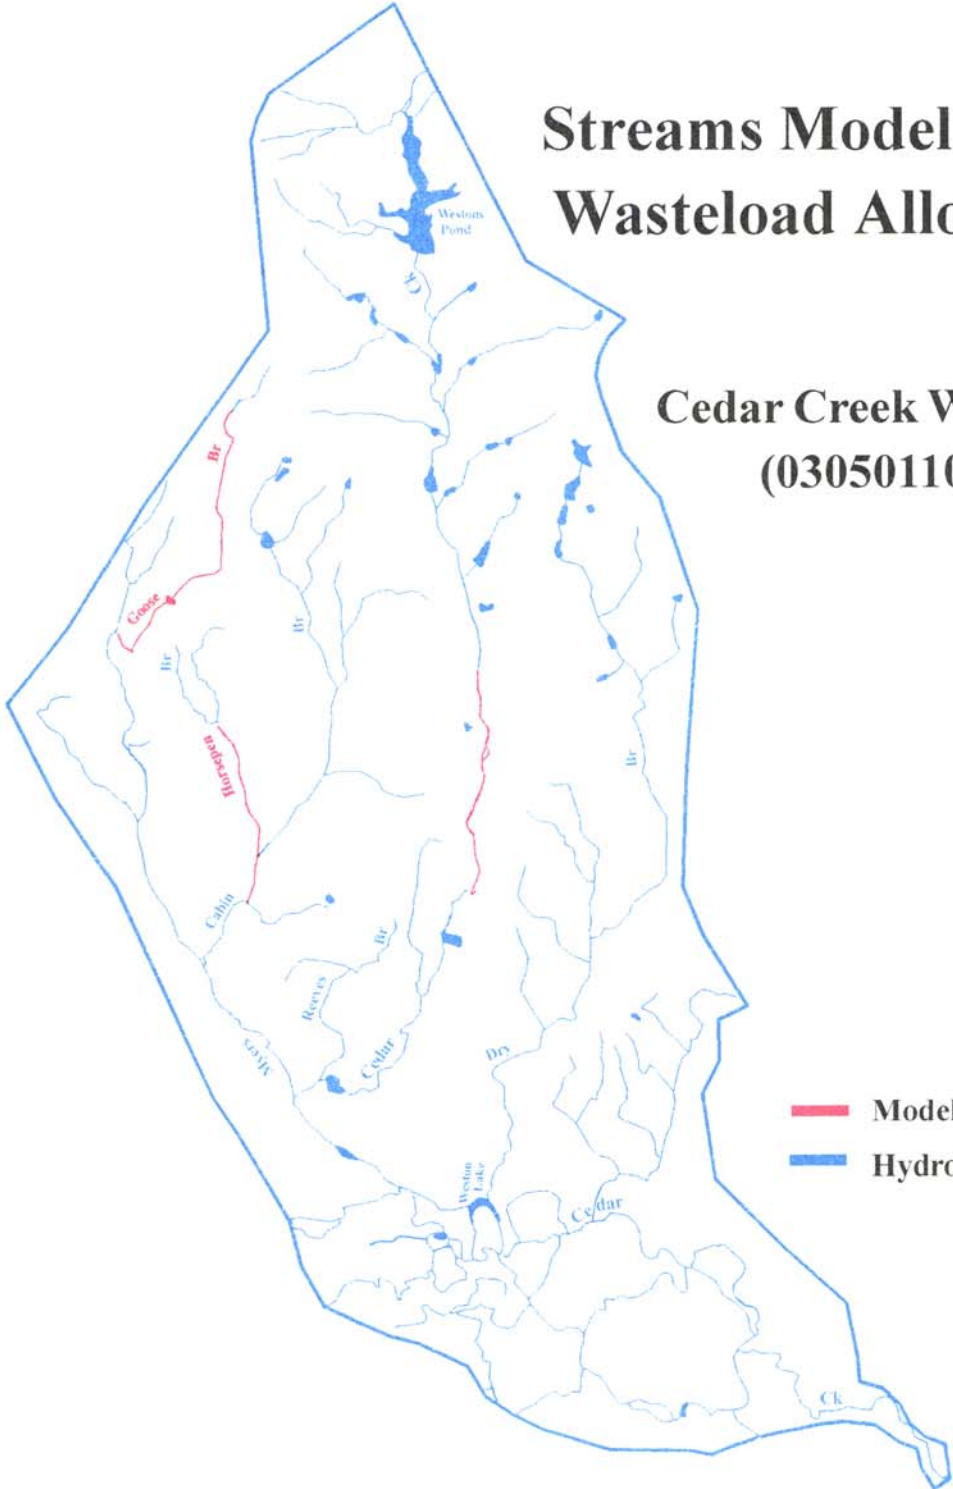 Streams Model
Wasteload Allo
Westons
Pond
Ck
Cedar Creek W
(03050110
Br
Goose
Br
Br
Horsepen
Br
Cabin
Br
Reeves
Cedar
Myers
Dry
Model
Hydro
Weston
Lake
Cedar
Ck